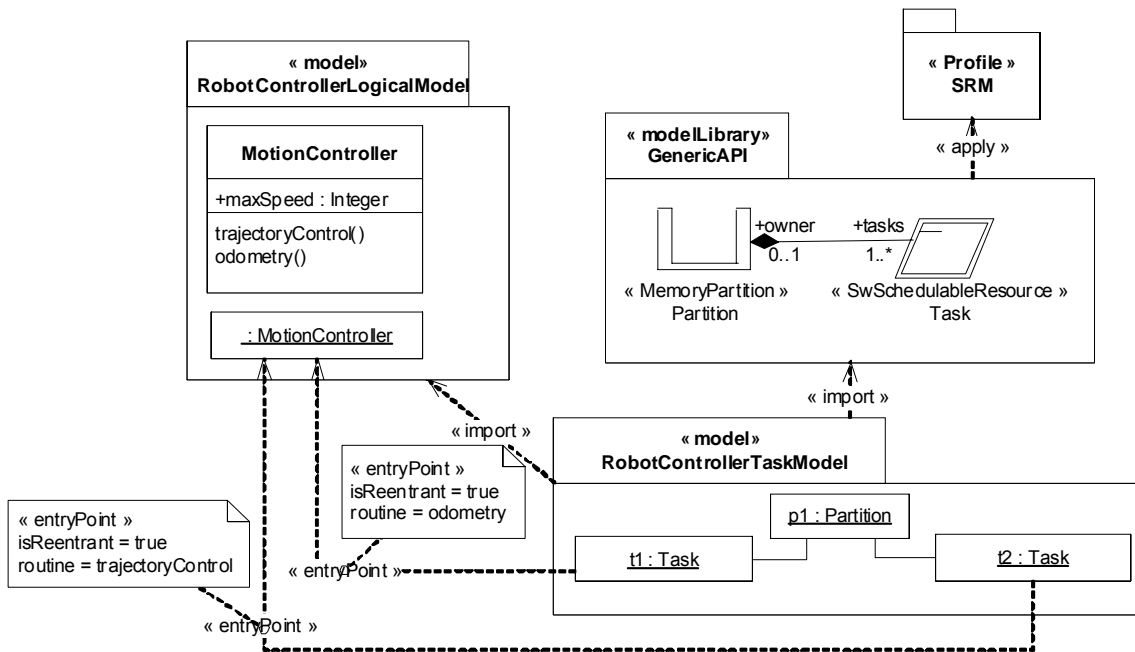 « model»
RobotControllerLogicalModel
MotionController
+maxSpeed : Integer
trajectoryControl()
odometry()
: MotionController
« Profile »
SRM
« apply »
« modelLibrary»
GenericAPI
+owner
+tasks
0..1
1..*
« MemoryPartition »
Partition
« SwSchedulableResource »
Task
« import »
« import »
« model»
RobotControllerTaskModel
p1 : Partition
t1 : Task
t2 : Task
« entryPoint »
isReentrant = true
routine = odometry
« entryPoint »
isReentrant = true
routine = trajectoryControl
« entryPoint »
« entryPoint »